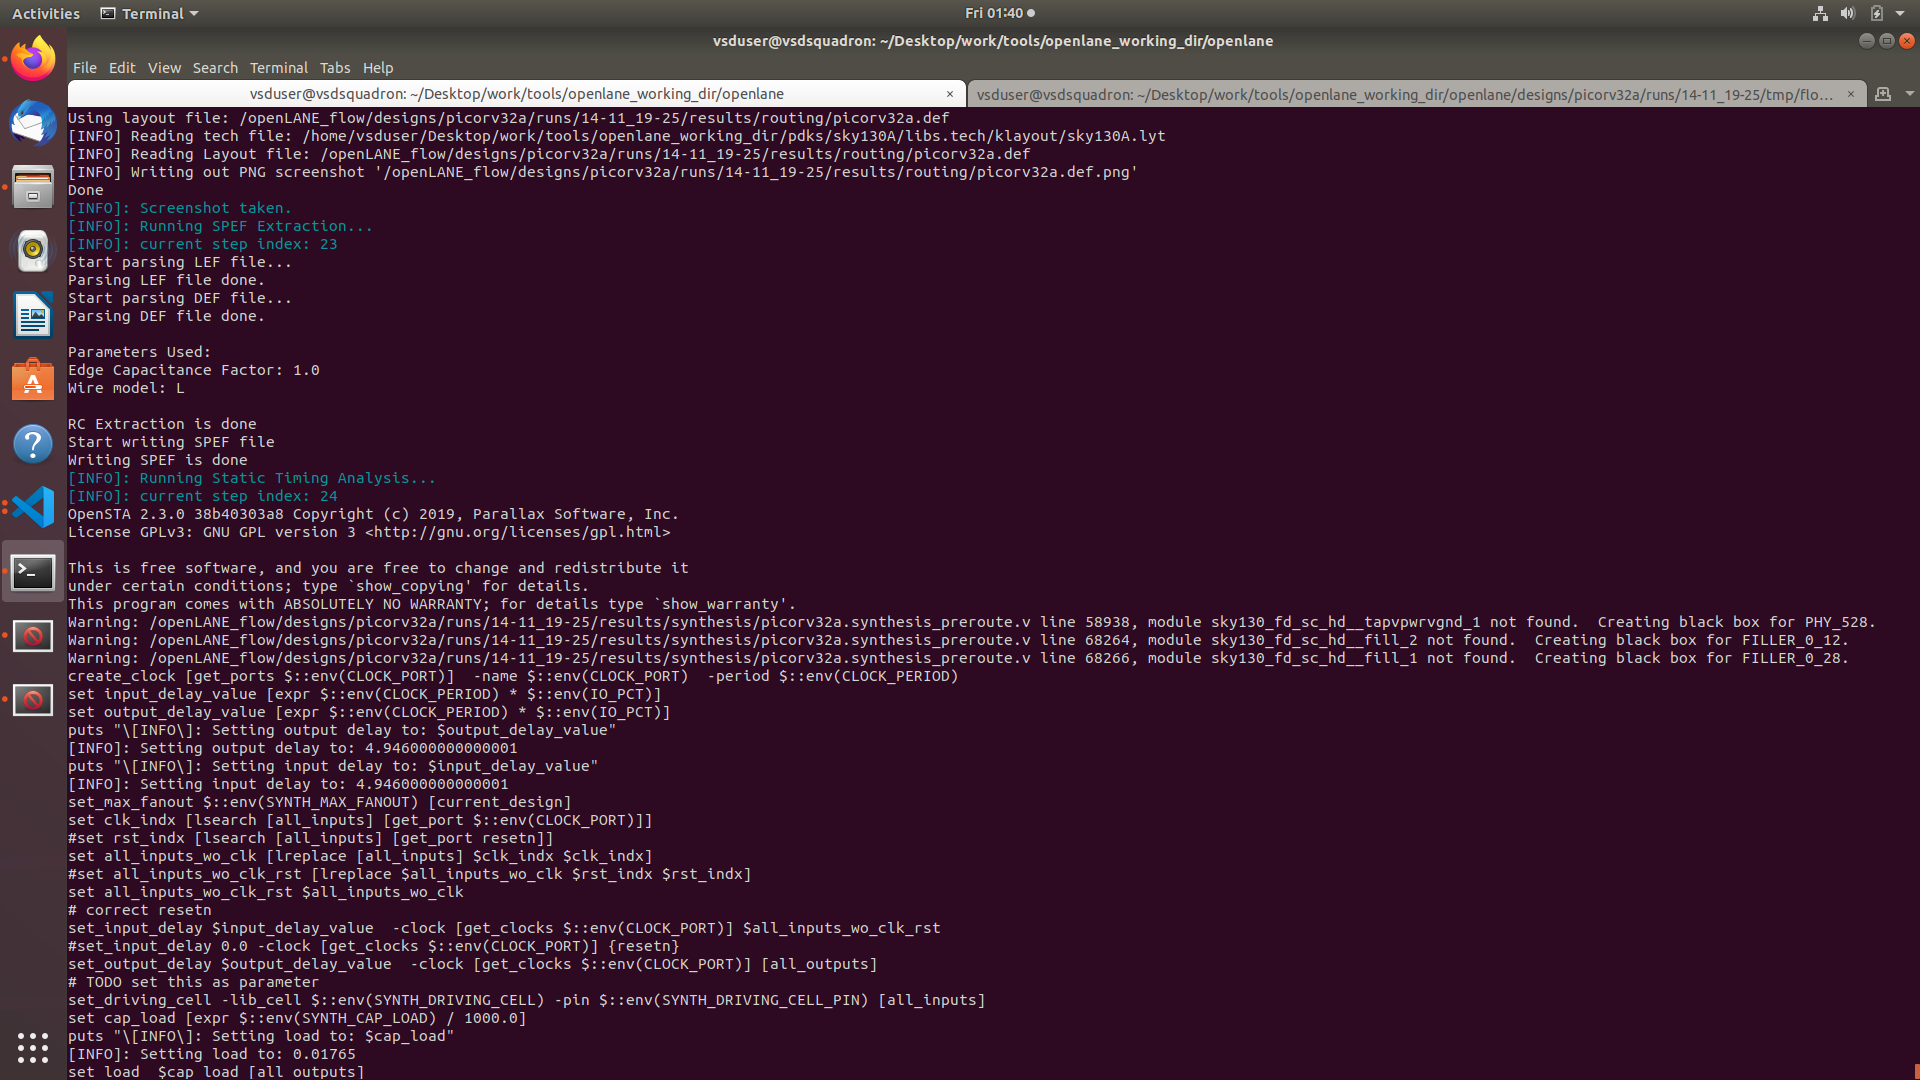 Activities
Terminal
Fri 01:40
vsduser@vsdsquadron: ~/Desktop/work/tools/openlane_working_dir/openlane
File Edit View Search Terminal Tabs Help
vsduser@vsdsquadron: ~/Desktop/work/tools/openlane_working_dir/openlane ×
vsduser@vsdsquadron: ~/Desktop/work/tools/openlane_working_dir/openlane/designs/picorv32a/runs/14-11_19-25/tmp/flo... ×
Using layout file: /openLANE_flow/designs/picorv32a/runs/14-11_19-25/results/routing/picorv32a.def
[INFO] Reading tech file: /home/vsduser/Desktop/work/tools/openlane_working_dir/pdks/sky130A/libs.tech/klayout/sky130A.lyt
[INFO] Reading Layout file: /openLANE_flow/designs/picorv32a/runs/14-11_19-25/results/routing/picorv32a.def
[INFO] Writing out PNG screenshot '/openLANE_flow/designs/picorv32a/runs/14-11_19-25/results/routing/picorv32a.def.png'
Done
[INFO]: Screenshot taken.
[INFO]: Running SPEF Extraction...
[INFO]: current step index: 23
Start parsing LEF file...
Parsing LEF file done.
Start parsing DEF file...
Parsing DEF file done.
Parameters Used:
Edge Capacitance Factor: 1.0
Wire model: L
RC Extraction is done
Start writing SPEF file
Writing SPEF is done
[INFO]: Running Static Timing Analysis...
[INFO]: current step index: 24
OpenSTA 2.3.0 38b40303a8 Copyright (c) 2019, Parallax Software, Inc.
License GPLv3: GNU GPL version 3 <http://gnu.org/licenses/gpl.html>
This is free software, and you are free to change and redistribute it
under certain conditions; type `show_copying' for details.
This program comes with ABSOLUTELY NO WARRANTY; for details type `show_warranty'.
Warning: /openLANE_flow/designs/picorv32a/runs/14-11_19-25/results/synthesis/picorv32a.synthesis_preroute.v line 58938, module sky130_fd_sc_hd__tapvpwrvgnd_1 not found.  Creating black box for PHY_528.
Warning: /openLANE_flow/designs/picorv32a/runs/14-11_19-25/results/synthesis/picorv32a.synthesis_preroute.v line 68264, module sky130_fd_sc_hd__fill_2 not found.  Creating black box for FILLER_0_12.
Warning: /openLANE_flow/designs/picorv32a/runs/14-11_19-25/results/synthesis/picorv32a.synthesis_preroute.v line 68266, module sky130_fd_sc_hd__fill_1 not found.  Creating black box for FILLER_0_28.
create_clock [get_ports $::env(CLOCK_PORT)]  -name $::env(CLOCK_PORT)  -period $::env(CLOCK_PERIOD)
set input_delay_value [expr $::env(CLOCK_PERIOD) * $::env(IO_PCT)]
set output_delay_value [expr $::env(CLOCK_PERIOD) * $::env(IO_PCT)]
puts "\[INFO\]: Setting output delay to: $output_delay_value"
[INFO]: Setting output delay to: 4.946000000000001
puts "\[INFO\]: Setting input delay to: $input_delay_value"
[INFO]: Setting input delay to: 4.946000000000001
set_max_fanout $::env(SYNTH_MAX_FANOUT) [current_design]
set clk_indx [lsearch [all_inputs] [get_port $::env(CLOCK_PORT)]]
#set rst_indx [lsearch [all_inputs] [get_port resetn]]
set all_inputs_wo_clk [lreplace [all_inputs] $clk_indx $clk_indx]
#set all_inputs_wo_clk_rst [lreplace $all_inputs_wo_clk $rst_indx $rst_indx]
set all_inputs_wo_clk_rst $all_inputs_wo_clk
# correct resetn
set_input_delay $input_delay_value  -clock [get_clocks $::env(CLOCK_PORT)] $all_inputs_wo_clk_rst
#set_input_delay 0.0 -clock [get_clocks $::env(CLOCK_PORT)] {resetn}
set_output_delay $output_delay_value  -clock [get_clocks $::env(CLOCK_PORT)] [all_outputs]
# TODO set this as parameter
set_driving_cell -lib_cell $::env(SYNTH_DRIVING_CELL) -pin $::env(SYNTH_DRIVING_CELL_PIN) [all_inputs]
set cap_load [expr $::env(SYNTH_CAP_LOAD) / 1000.0]
puts "\[INFO\]: Setting load to: $cap_load"
[INFO]: Setting load to: 0.01765
set_load  $cap_load [all_outputs]